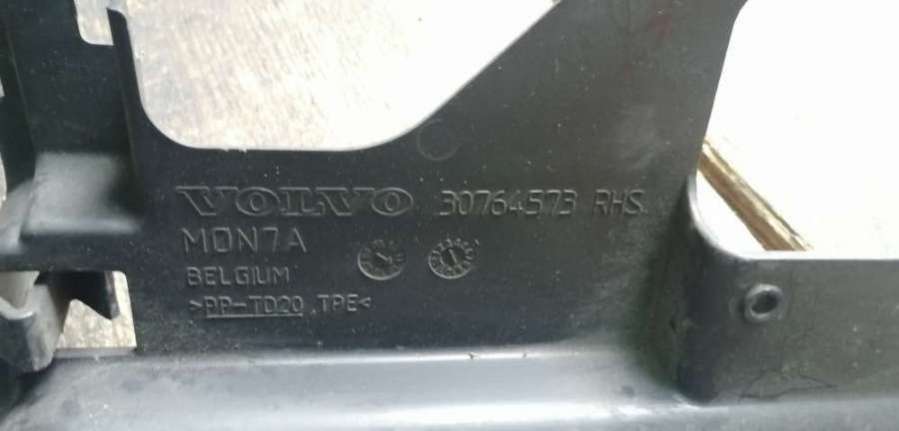 VOLVO 30764573 RHS
MON7A
BELGIUM
>PP-TD20 TPE<